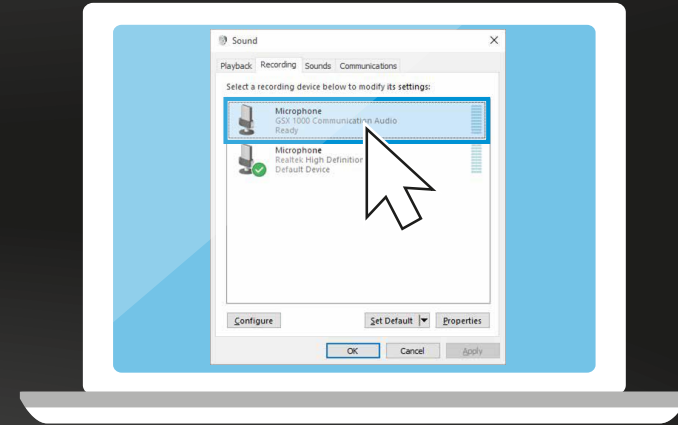 Sound
Playback Recording Sounds Communications
Select a recording device below to modify its settings:
Microphone
GSX 1000 Communication Audio
Ready
Microphone
Realtek High Definition
Default Device
Configure Set Default Properties
OK Cancel Apply